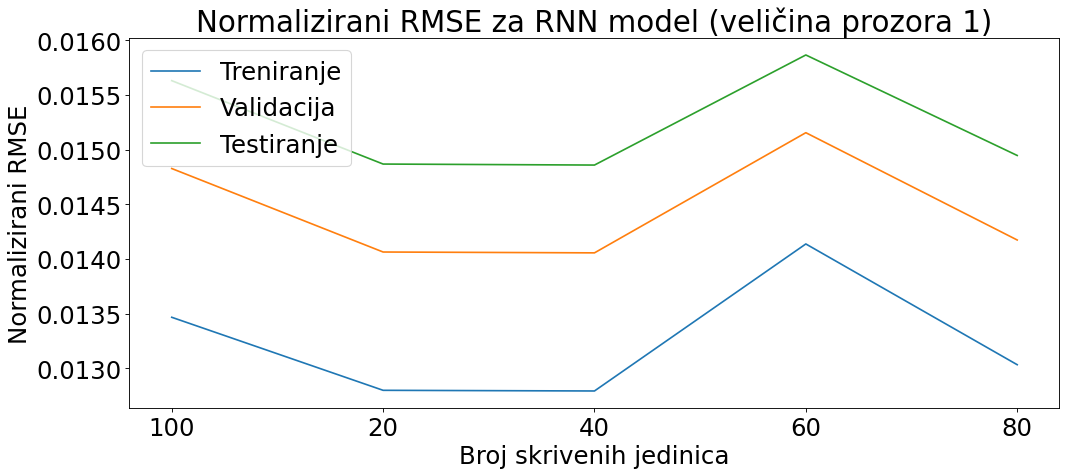 Normalizirani RMSE za RNN model (veličina prozora 1)
Normalizirani RMSE
0.0160
0.0155
0.0150
0.0145
0.0140
0.0135
0.0130
Treniranje
Validacija
Testiranje
100 20 40 60 80
Broj skrivenih jedinica